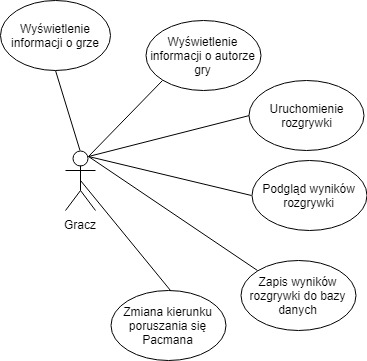 Wyświetlenie
informacji o grze
Wyświetlenie
informacji o autorze
gry
Uruchomienie
rozgrywki
Podgląd wyników
rozgrywki
Gracz
Zapis wyników
rozgrywki do bazy
danych
Zmiana kierunku
poruszania się
Pacmana